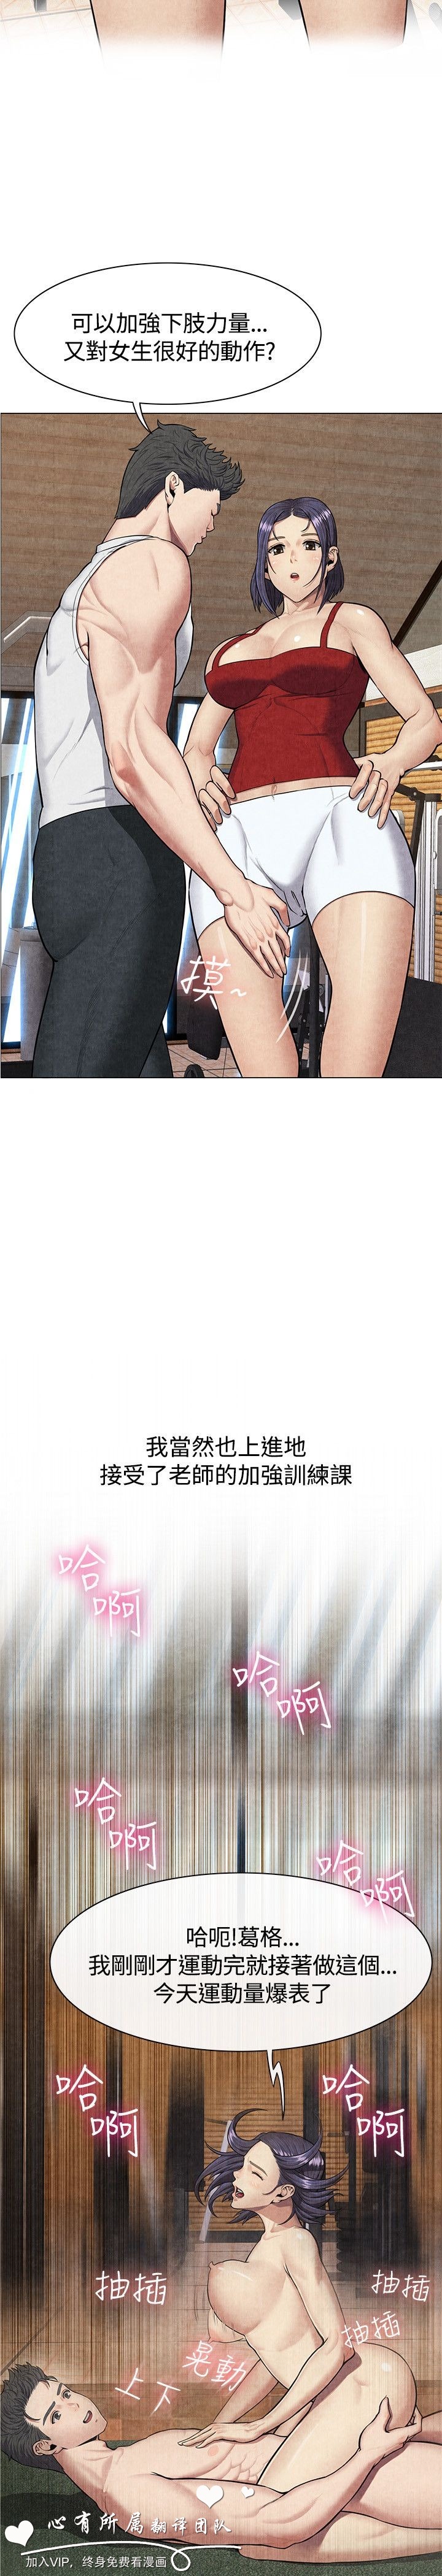 可以加強下肢力量...
又對女生很好的動作?
摸~
我當然也上進地
接受了老師的加強訓練課
哈
啊
哈
啊
哈
啊
哈
啊
哈呃!葛格...
我剛剛才運動完就接著做這個...
今天運動量爆表了
哈
啊
哈
啊
抽插
抽插
抽插
晃動
上下
心有所属翻译团队
加入VIP，终身免费看漫画